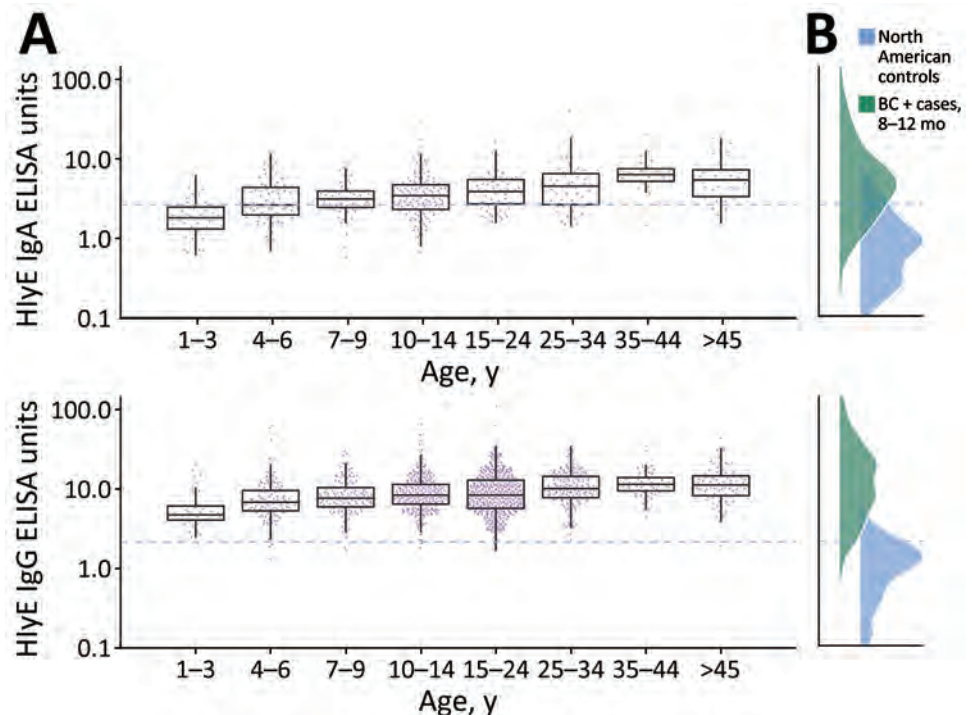 A
B
North
American
controls
BC + cases,
8–12 mo
HlyE IgA ELISA units
100.0
10.0
1.0
0.1
1–3 4–6 7–9 10–14 15–24 25–34 35–44 >45
Age, y
HlyE IgG ELISA units
100.0
10.0
1.0
0.1
1–3 4–6 7–9 10–14 15–24 25–34 35–44 >45
Age, y